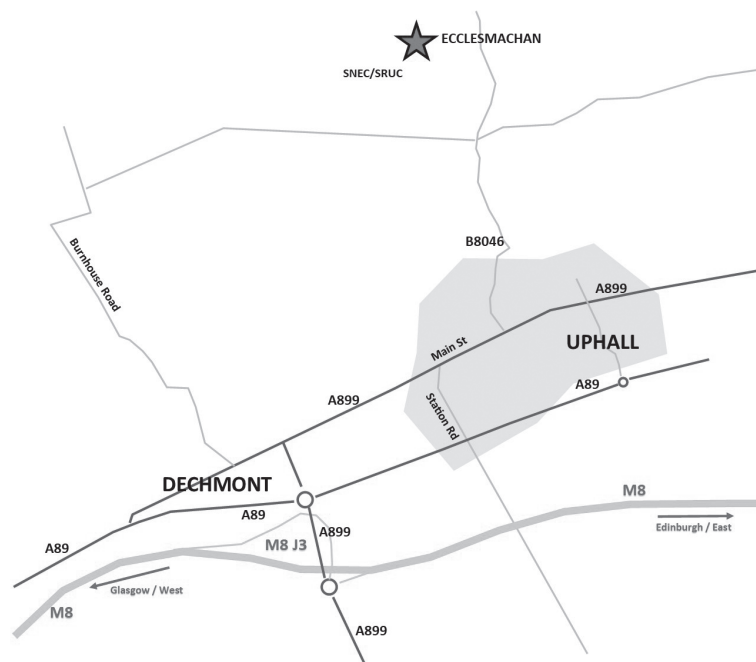 ECCLESMACHAN
SNEC/SRUC
B8046
Burnhouse Road
A899
UPHALL
Main St
A89
A899
Station Rd
DECHMONT
M8
A89
A899
Edinburgh / East
M8 J3
A89
Glasgow / West
M8
A899